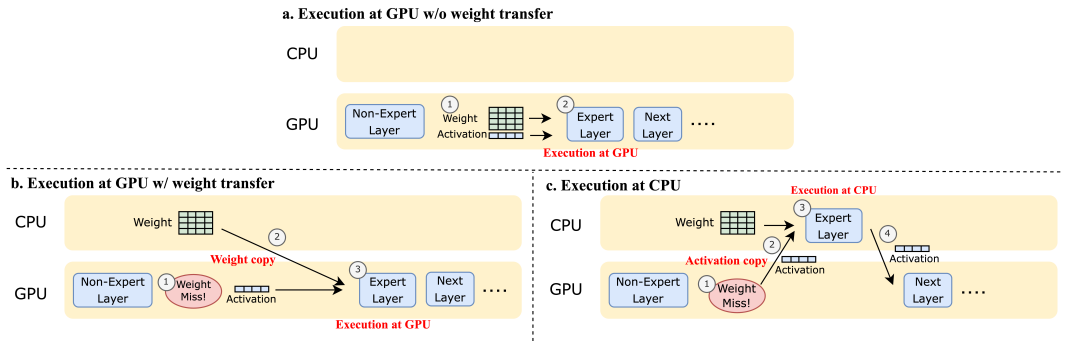 a. Execution at GPU w/o weight transfer
CPU
GPU
Non-Expert
Layer
1
Weight
Activation
2
Expert
Layer
Next
Layer
....
Execution at GPU
b. Execution at GPU w/ weight transfer
CPU
Weight
2
Weight copy
GPU
Non-Expert
Layer
1
Weight
Miss!
Activation
3
Expert
Layer
Next
Layer
....
Execution at GPU
c. Execution at CPU
Execution at CPU
CPU
Weight
3
Expert
Layer
2
4
Activation copy
Activation
Activation
GPU
Non-Expert
Layer
1
Weight
Miss!
Next
Layer
....